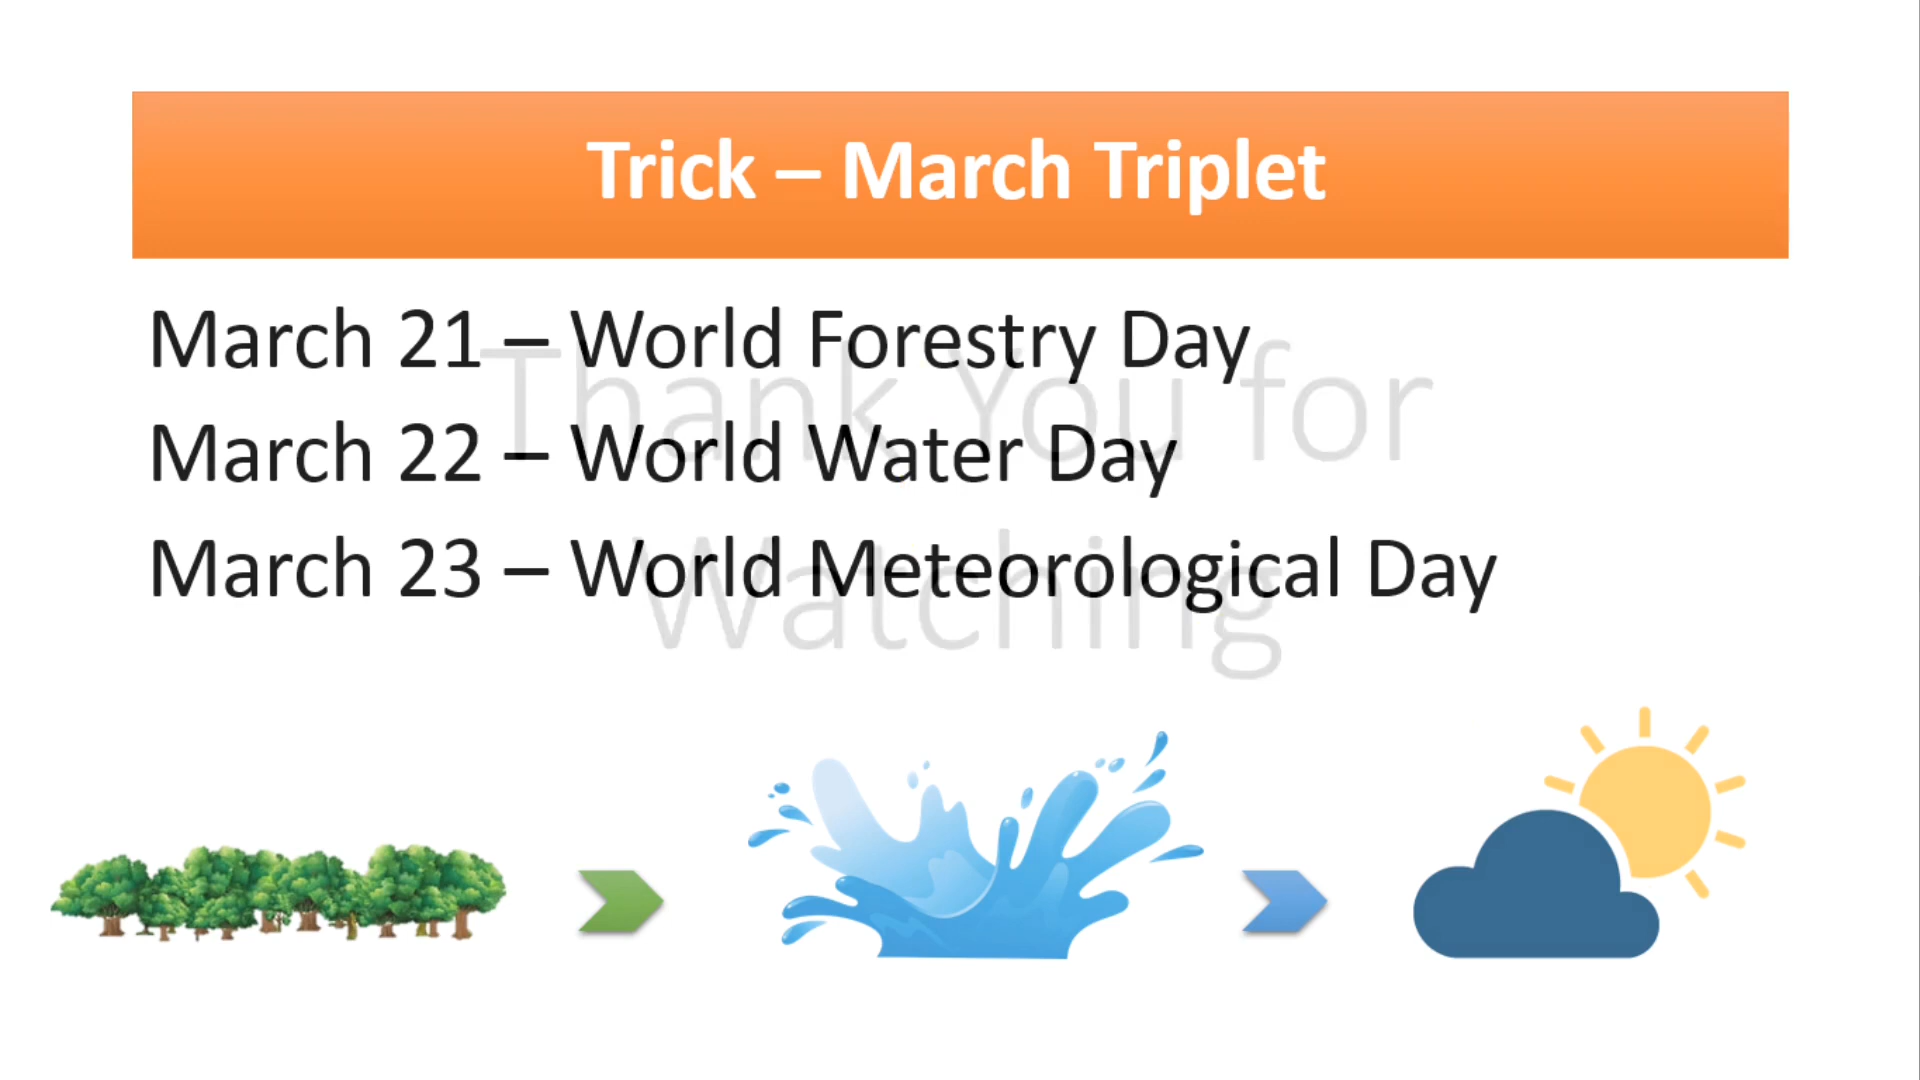 Trick – March Triplet
March 21 – World Forestry Day
March 22 – World Water Day
March 23 – World Meteorological Day
Thank You for
Watching